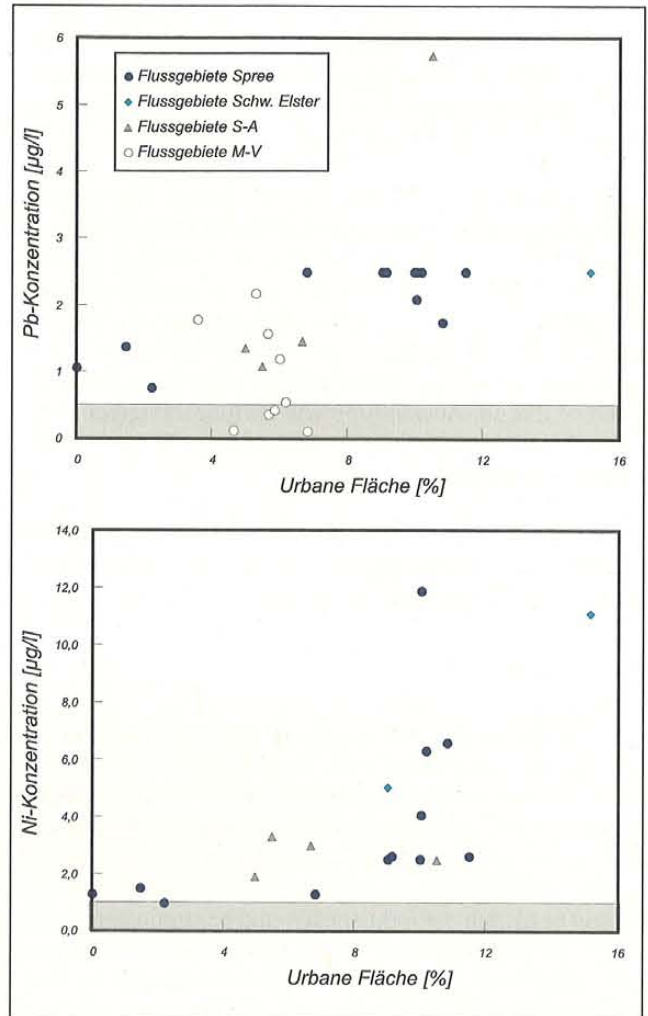 6
5
4
3
2
1
0
Pb-Konzentration [µg/l]
Flussgebiete Spree
Flussgebiete Schw. Elster
Flussgebiete S-A
Flussgebiete M-V
0 4 8 12 16
Urbane Fläche [%]
14,0
12,0
10,0
8,0
6,0
4,0
2,0
0,0
Ni-Konzentration [µg/l]
0 4 8 12 16
Urbane Fläche [%]